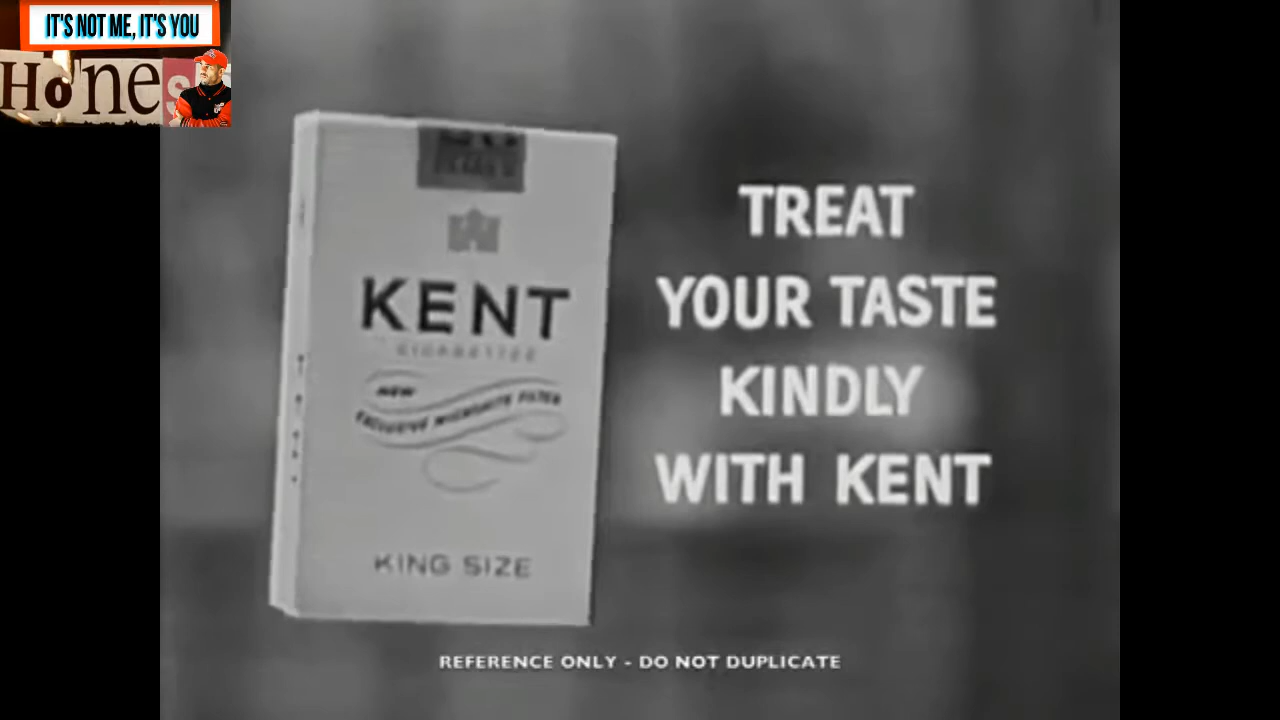 IT'S NOT ME, IT'S YOU
Hones
TREAT
YOUR TASTE
KINDLY
WITH KENT
KENT
CIGARETTES
NEW
EXCLUSIVE MICRONITE FILTER
KING SIZE
REFERENCE ONLY - DO NOT DUPLICATE